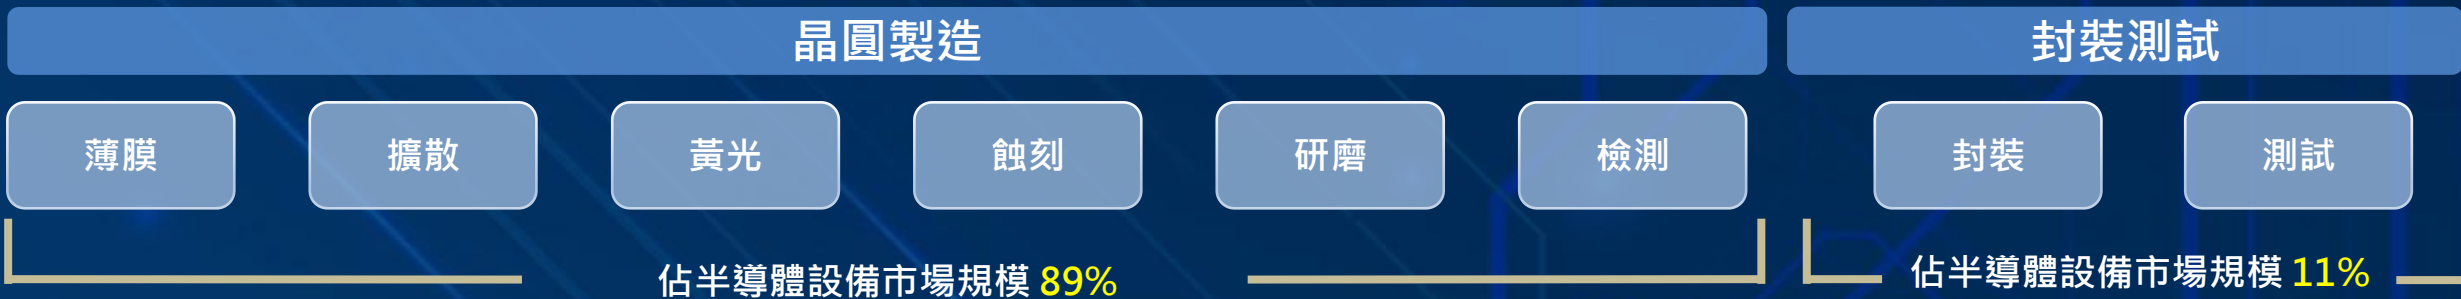 晶圓製造
封裝測試
薄膜
擴散
黃光
蝕刻
研磨
檢測
封裝
測試
佔半導體設備市場規模 89%
佔半導體設備市場規模 11%